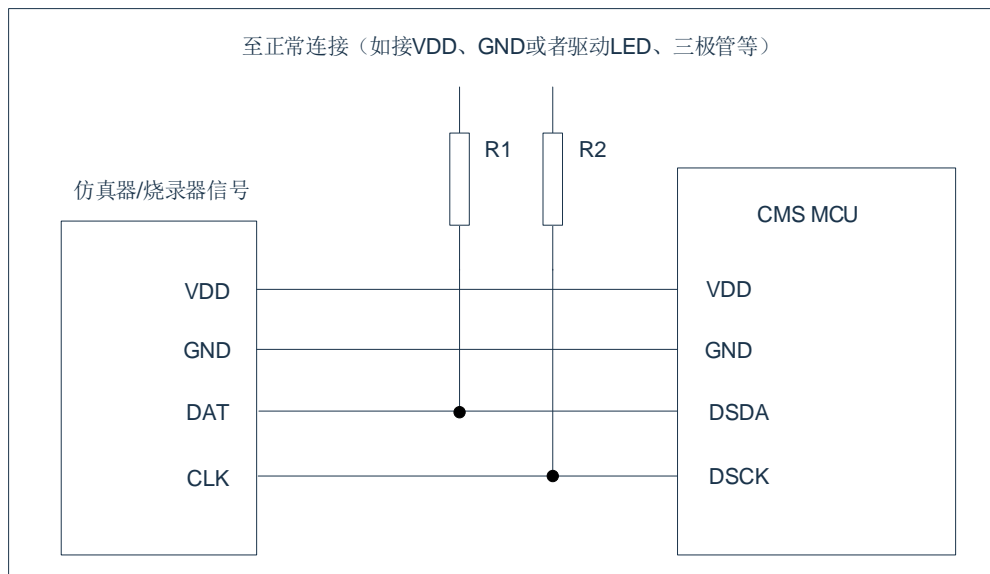 至正常连接（如接VDD、GND或者驱动LED、三极管等）
R1
R2
仿真器/烧录器信号
CMS MCU
VDD
VDD
GND
GND
DAT
DSDA
CLK
DSCK